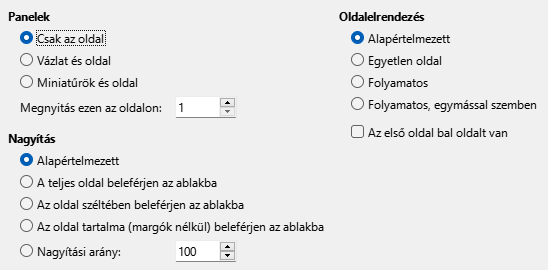 Panelek
Csak az oldal
Vázlat és oldal
Miniatűrök és oldal
Megnyitás ezen az oldalon: 1
Nagyítás
Alapértelmezett
A teljes oldal beleférjen az ablakba
Az oldal széltében beleférjen az ablakba
Az oldal tartalma (margók nélkül) beleférjen az ablakba
Nagyítási arány: 100
Oldalelrendezés
Alapértelmezett
Egyetlen oldal
Folyamatos
Folyamatos, egymással szemben
Az első oldal bal oldalt van